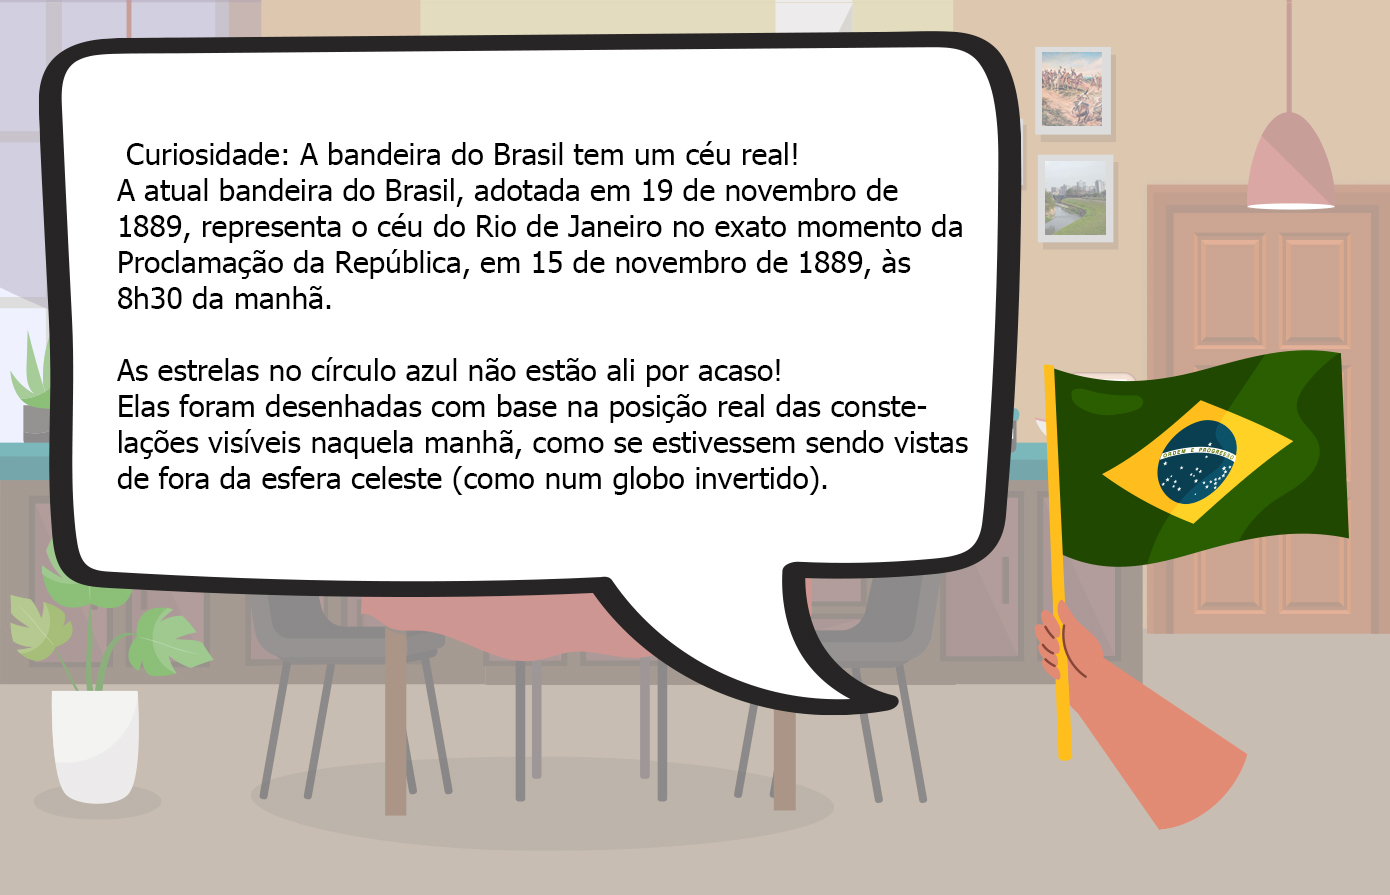 Curiosidade: A bandeira do Brasil tem um céu real!
A atual bandeira do Brasil, adotada em 19 de novembro de
1889, representa o céu do Rio de Janeiro no exato momento da
Proclamação da República, em 15 de novembro de 1889, às
8h30 da manhã.
As estrelas no círculo azul não estão ali por acaso!
Elas foram desenhadas com base na posição real das conste-
lações visíveis naquela manhã, como se estivessem sendo vistas
de fora da esfera celeste (como num globo invertido).
ORDEM E PROGRESSO